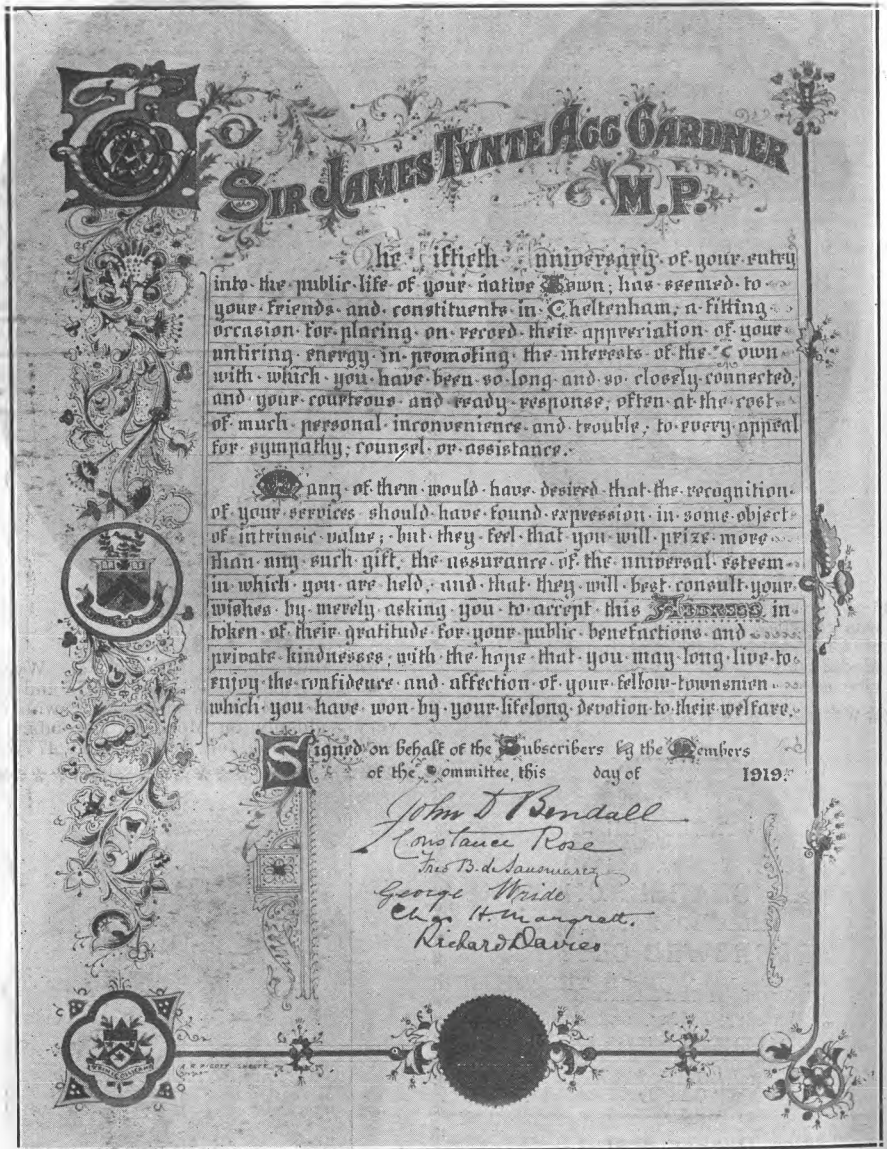 To
Sir James Tynte Agg Gardner
M.P.
The Fiftieth Anniversary of your entry
into the public life of your native Town; has seemed to
your friends and constituents in Cheltenham, a fitting
occasion for placing on record their appreciation of your
untiring energy in promoting the interests of the Town
with which you have been so long and so closely connected,
and your courteous and ready response, often at the cost
of much personal inconvenience and trouble, to every appeal
for sympathy, counsel or assistance.
Many of them would have desired that the recognition
of your services should have found expression in some object
of intrinsic value; but they feel that you will prize more
than any such gift, the assurance of the universal esteem
in which you are held, and that they will best consult your
wishes by merely asking you to accept this Address in
token of their gratitude for your public benefactions and
private kindnesses; with the hope that you may long live to
enjoy the confidence and affection of your fellow-townsmen
which you have won by your lifelong devotion to their welfare.
Signed on behalf of the Subscribers by the Members
of the Committee, this day of 1919.
John D Bendall
Constance Rose
Fred B. de Sausmarez
George Wride
Chas H. Margrett.
Richard Davies